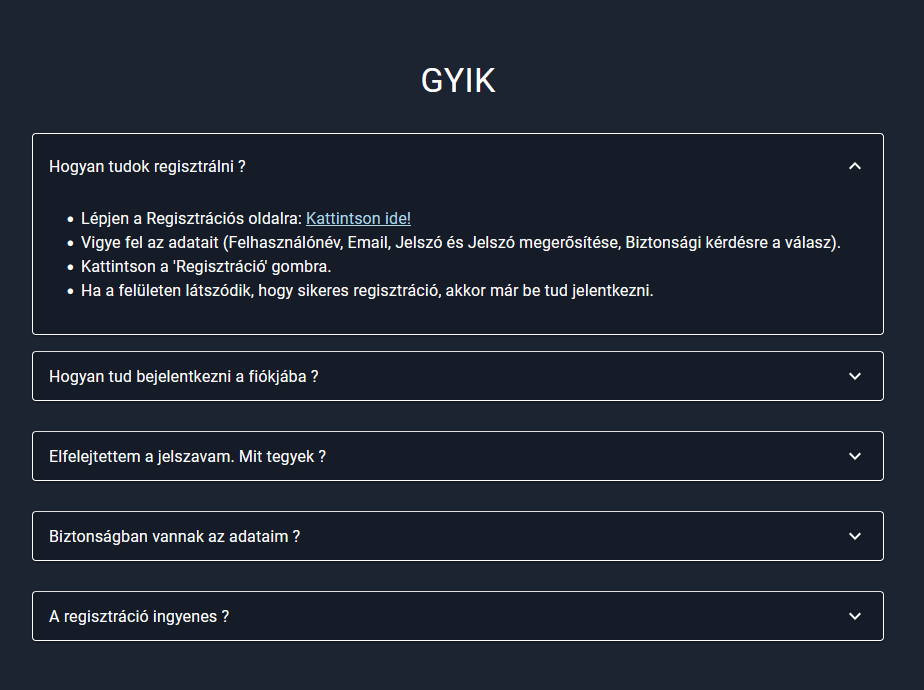 GYIK
Hogyan tudok regisztrálni ?
Lépjen a Regisztrációs oldalra: Kattintson ide!
Vigye fel az adatait (Felhasználónév, Email, Jelszó és Jelszó megerősítése, Biztonsági kérdésre a válasz).
Kattintson a 'Regisztráció' gombra.
Ha a felületen látszódik, hogy sikeres regisztráció, akkor már be tud jelentkezni.
Hogyan tud bejelentkezni a fiókjába ?
Elfelejtettem a jelszavam. Mit tegyek ?
Biztonságban vannak az adataim ?
A regisztráció ingyenes ?